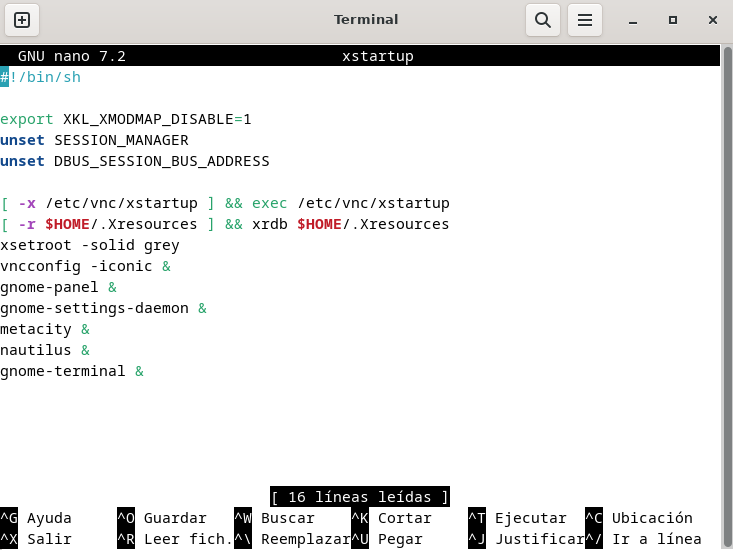 Terminal
GNU nano 7.2 xstartup
#!/bin/sh
export XKL_XMODMAP_DISABLE=1
unset SESSION_MANAGER
unset DBUS_SESSION_BUS_ADDRESS
[ -x /etc/vnc/xstartup ] && exec /etc/vnc/xstartup
[ -r $HOME/.Xresources ] && xrdb $HOME/.Xresources
xsetroot -solid grey
vncconfig -iconic &
gnome-panel &
gnome-settings-daemon &
metacity &
nautilus &
gnome-terminal &
[ 16 líneas leídas ]
^G Ayuda ^O Guardar ^W Buscar ^K Cortar ^T Ejecutar ^C Ubicación
^X Salir ^R Leer fich. ^\ Reemplazar ^U Pegar ^J Justificar ^/ Ir a línea